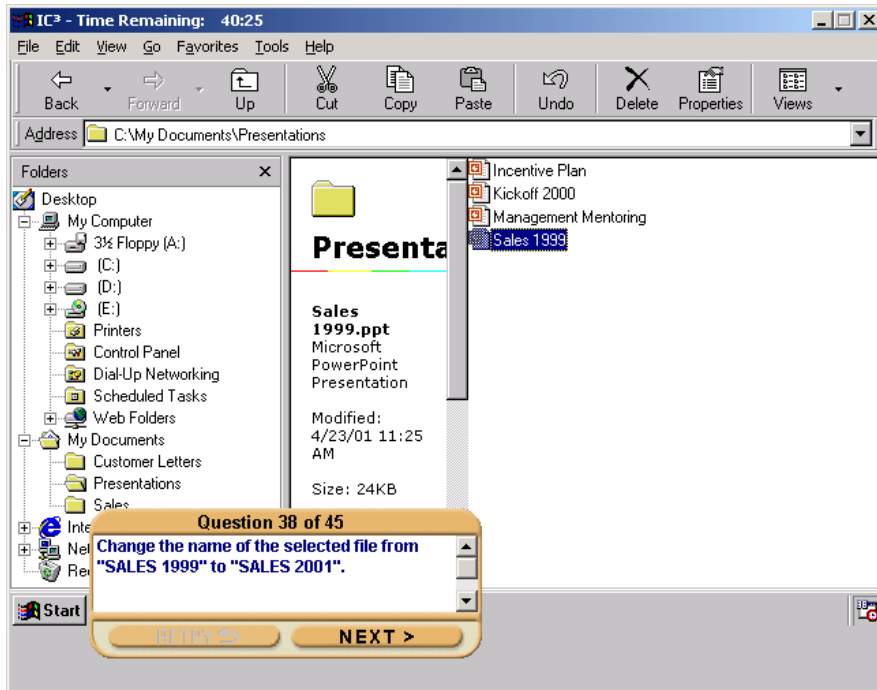 IC³ - Time Remaining: 40:25
File Edit View Go Favorites Tools Help
Back Forward Up Cut Copy Paste Undo Delete Properties Views
Address C:\My Documents\Presentations
Folders
Desktop
My Computer
3½ Floppy (A:)
(C:)
(D:)
(E:)
Printers
Control Panel
Dial-Up Networking
Scheduled Tasks
Web Folders
My Documents
Customer Letters
Presentations
Sales
Inte
Net
Re
Presenta
Sales
1999.ppt
Microsoft
PowerPoint
Presentation
Modified:
4/23/01 11:25
AM
Size: 24KB
Incentive Plan
Kickoff 2000
Management Mentoring
Sales 1999
Question 38 of 45
Change the name of the selected file from
"SALES 1999" to "SALES 2001".
RETRY
NEXT >
Start